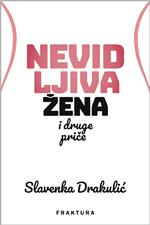 NEVID
LJIVA
ŽENA
i druge
priče
Slavenka Drakulić
FRAKTURA